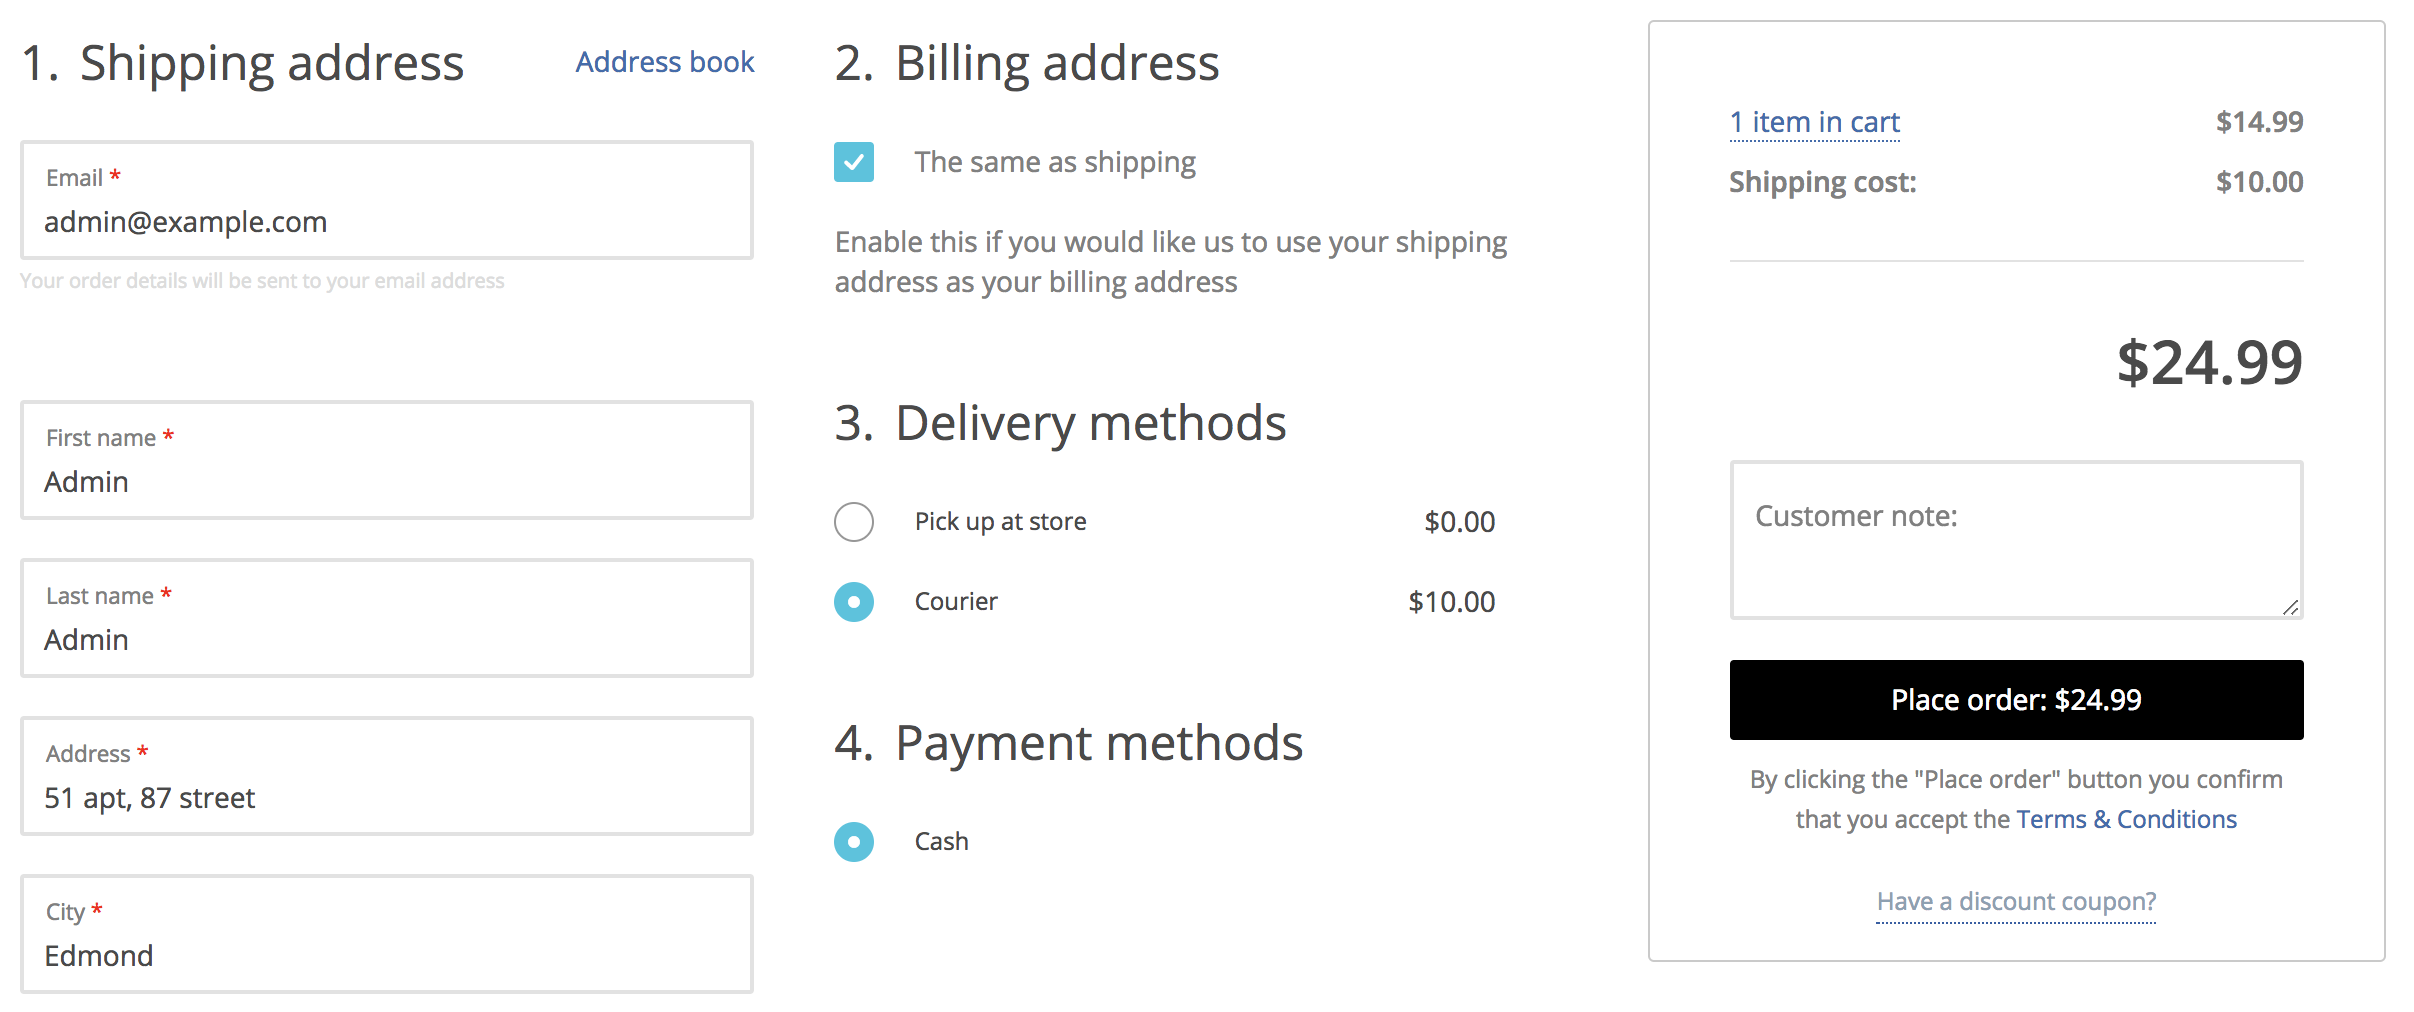 1. Shipping address
Address book
Email *
admin@example.com
Your order details will be sent to your email address
First name *
Admin
Last name *
Admin
Address *
51 apt, 87 street
City *
Edmond
2. Billing address
The same as shipping
Enable this if you would like us to use your shipping
address as your billing address
3. Delivery methods
Pick up at store $0.00
Courier $10.00
4. Payment methods
Cash
1 item in cart $14.99
Shipping cost: $10.00
$24.99
Customer note:
Place order: $24.99
By clicking the "Place order" button you confirm
that you accept the Terms & Conditions
Have a discount coupon?